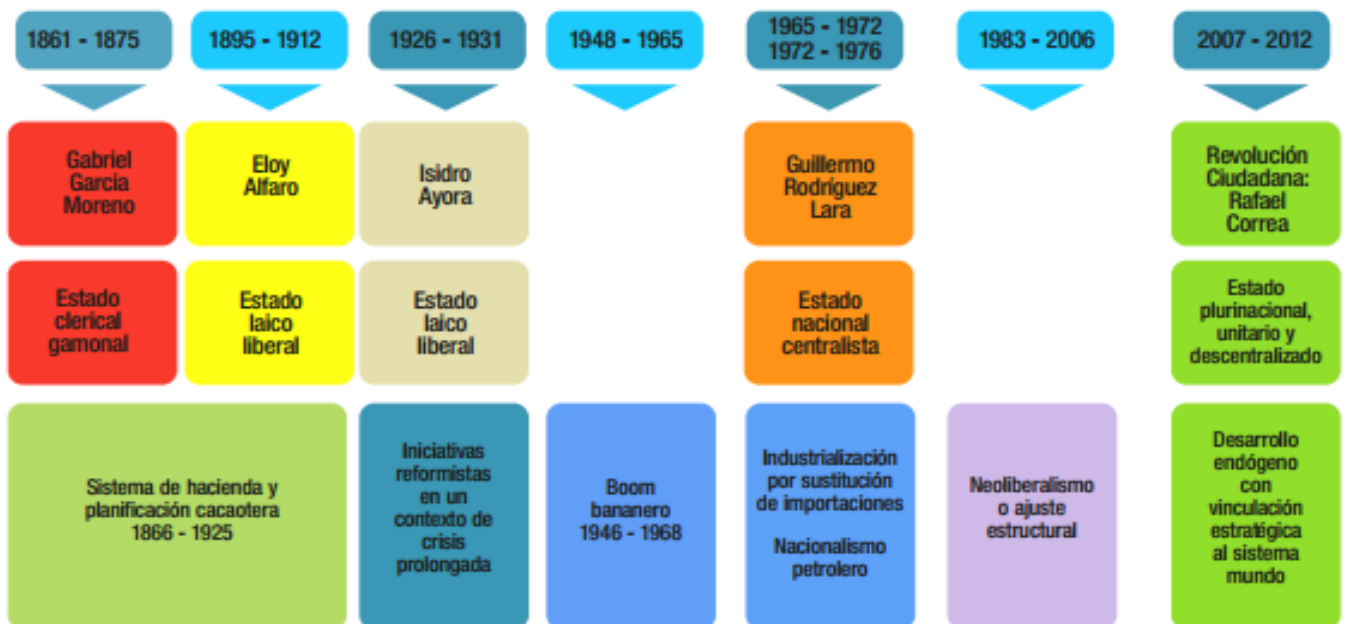 1861 - 1875
1895 - 1912
1926 - 1931
1948 - 1965
1965 - 1972
1972 - 1976
1983 - 2006
2007 - 2012
Gabriel
Garcia
Moreno
Eloy
Alfaro
Isidro
Ayora
Guillermo
Rodríguez
Lara
Revolución
Ciudadana:
Rafael
Correa
Estado
clerical
gamonal
Estado
laico
liberal
Estado
laico
liberal
Estado
nacional
centralista
Estado
plurinacional,
unitario y
descentralizado
Sistema de hacienda y
planificación cacaotera
1866 - 1925
Iniciativas
reformistas
en un
contexto de
crisis
prolongada
Boom
bananero
1946 - 1968
Industrialización
por sustitución
de importaciones
Nacionalismo
petrolero
Neoliberalismo
o ajuste
estructural
Desarrollo
endógeno
con
vinculación
estratégica
al sistema
mundo